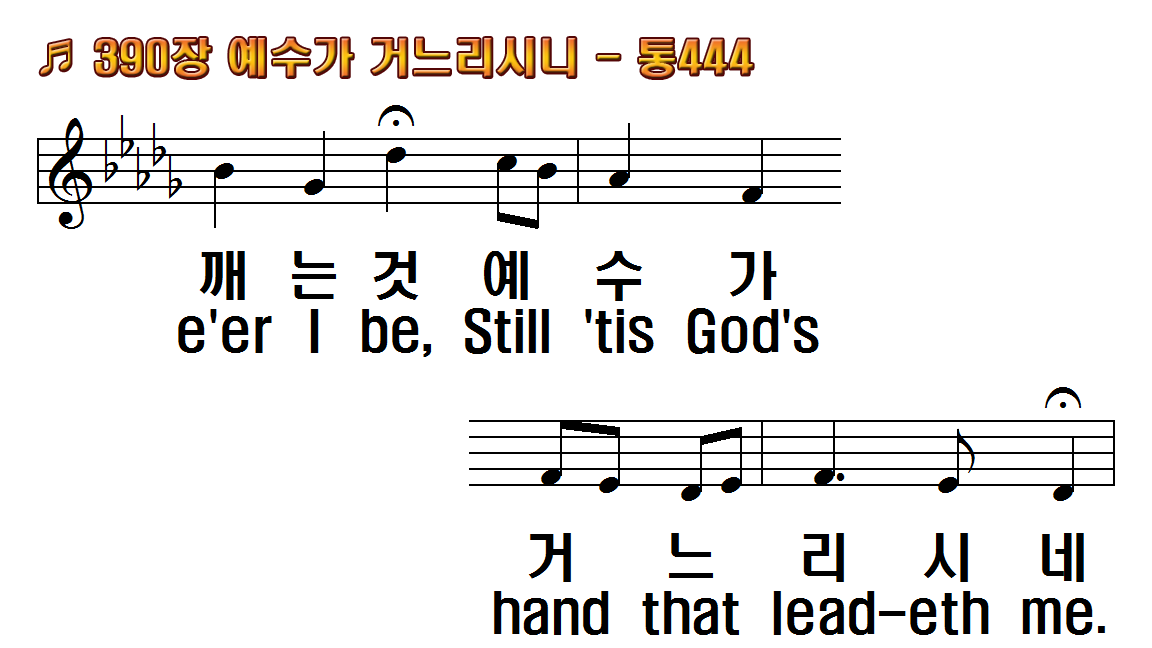 ♬ 390장 예수가 거느리시니 - 통444
깨 는 것 예 수 가
e'er I be, Still 'tis God's
거 느 리 시 네
hand that lead-eth me.